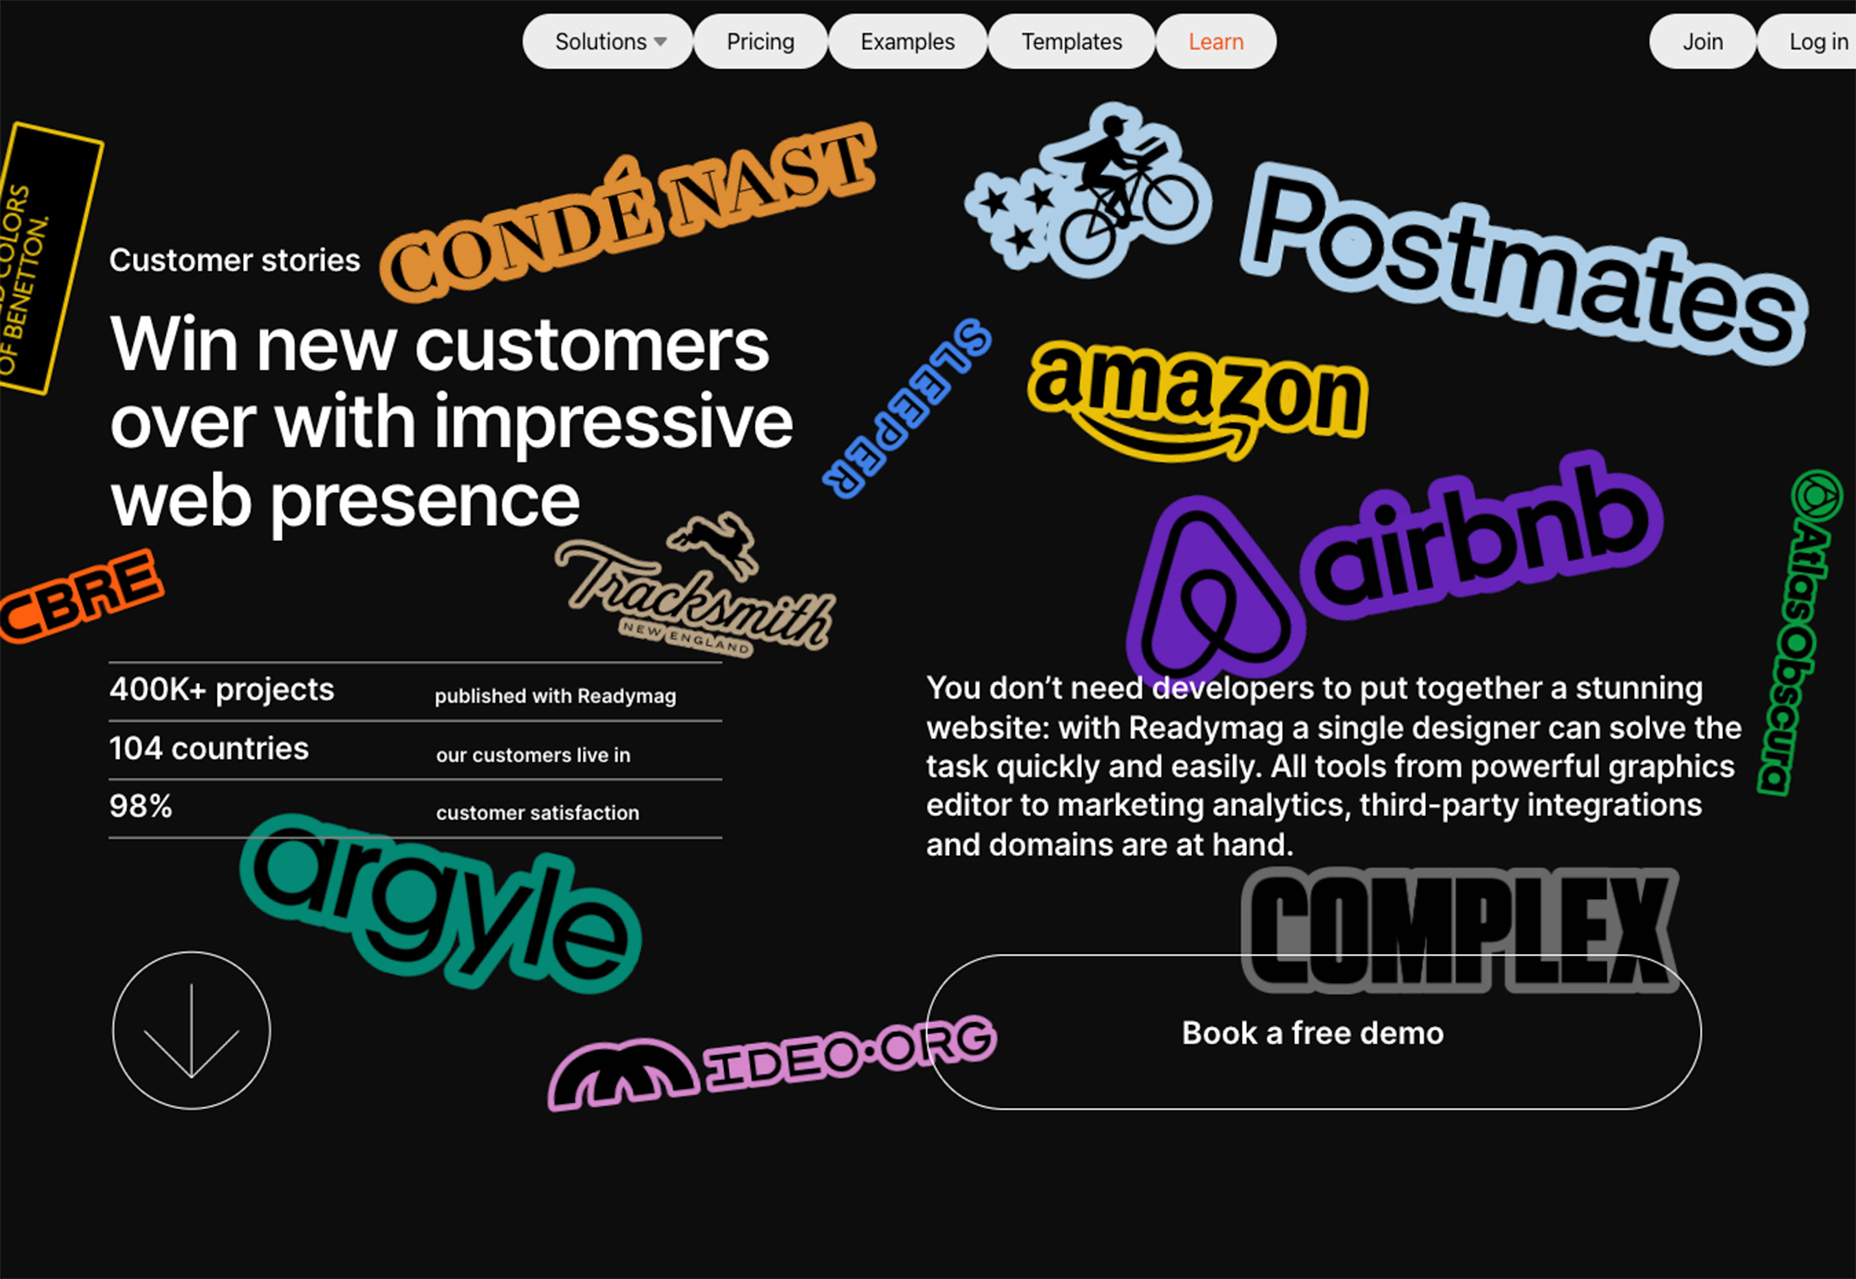 Solutions
Pricing
Examples
Templates
Learn
Join
Log in
COLORS
OF BENETTON.
CONDÉ NAST
Postmates
Customer stories
Win new customers
over with impressive
web presence
SLEEPER
amazon
airbnb
AtlasObscura
CBRE
Tracksmith
NEW ENGLAND
400K+ projects
published with Readymag
104 countries
our customers live in
98%
customer satisfaction
You don’t need developers to put together a stunning
website: with Readymag a single designer can solve the
task quickly and easily. All tools from powerful graphics
editor to marketing analytics, third-party integrations
and domains are at hand.
argyle
COMPLEX
IDEO•ORG
Book a free demo